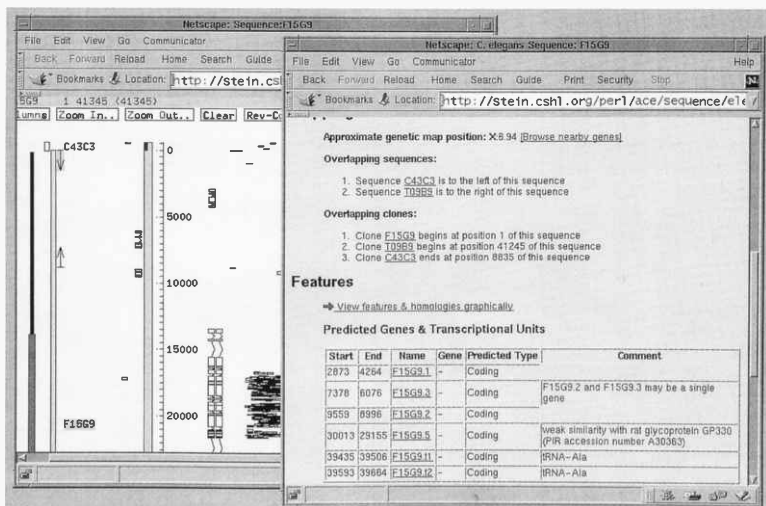 Netscape: Sequence:F15G9
File Edit View Go Communicator
Back Forward Reload Home Search Guide
Bookmarks Location: http://stein.csh
5G9 1 41345 (41345)
lumns Zoom In.. Zoom Out.. Clear Rev-Co
C43C3
0
5000
10000
15000
20000
F15G9
Netscape: C. elegans Sequence: F15G9
File Edit View Go Communicator Help
Back Forward Reload Home Search Guide Print Security Stop
Bookmarks Location: http://stein.cshl.org/perl/ace/sequence/ele
Approximate genetic map position: X:8.94 [Browse nearby genes]
Overlapping sequences:
1. Sequence C43C3 is to the left of this sequence
2. Sequence T09B9 is to the right of this sequence
Overlapping clones:
1. Clone F15G9 begins at position 1 of this sequence
2. Clone T09B9 begins at position 41245 of this sequence
3. Clone C43C3 ends at position 8835 of this sequence
Features
View features & homologies graphically
Predicted Genes & Transcriptional Units
Start End Name Gene Predicted Type Comment
2873 4264 F15G9.1 - Coding
7378 6076 F15G9.3 - Coding F15G9.2 and F15G9.3 may be a single
gene
9559 8996 F15G9.2 - Coding
30013 29155 F15G9.5 - Coding weak similarity with rat glycoprotein GP330
(PIR accession number A30363)
39435 39506 F15G9.t1 - Coding tRNA-Ala
39593 39664 F15G9.t2 - Coding tRNA-Ala